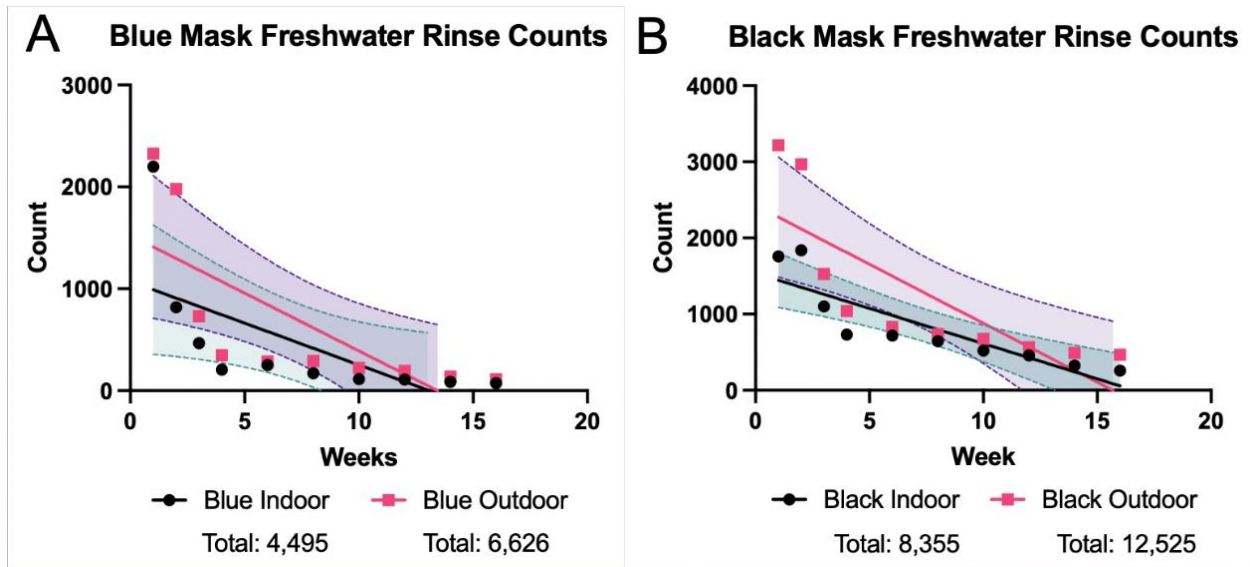 A Blue Mask Freshwater Rinse Counts
3000
2000
1000
0
Count
0 5 10 15 20
Weeks
Blue Indoor Blue Outdoor
Total: 4,495 Total: 6,626
B Black Mask Freshwater Rinse Counts
4000
3000
2000
1000
0
Count
0 5 10 15 20
Week
Black Indoor Black Outdoor
Total: 8,355 Total: 12,525